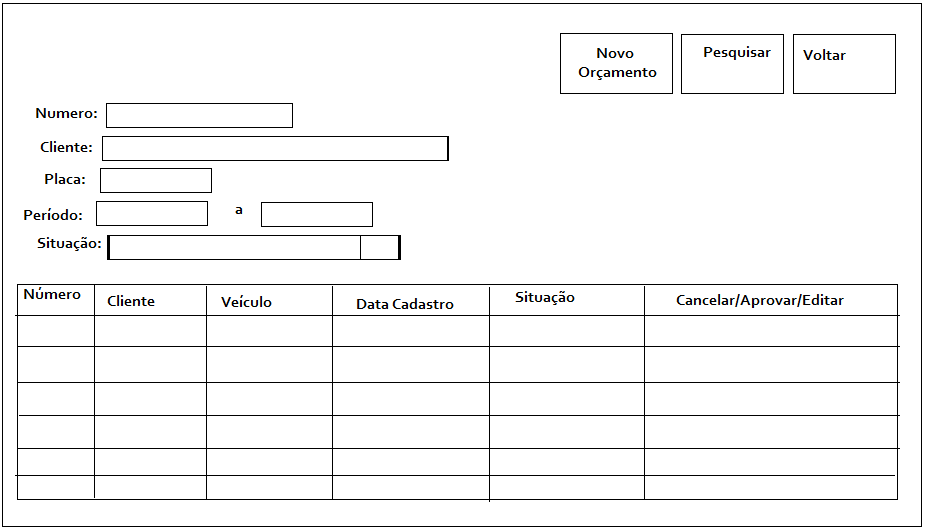 Novo
Orçamento
Pesquisar
Voltar
Numero:
Cliente:
Placa:
Período:
a
Situação:
Número
Cliente
Veículo
Data Cadastro
Situação
Cancelar/Aprovar/Editar